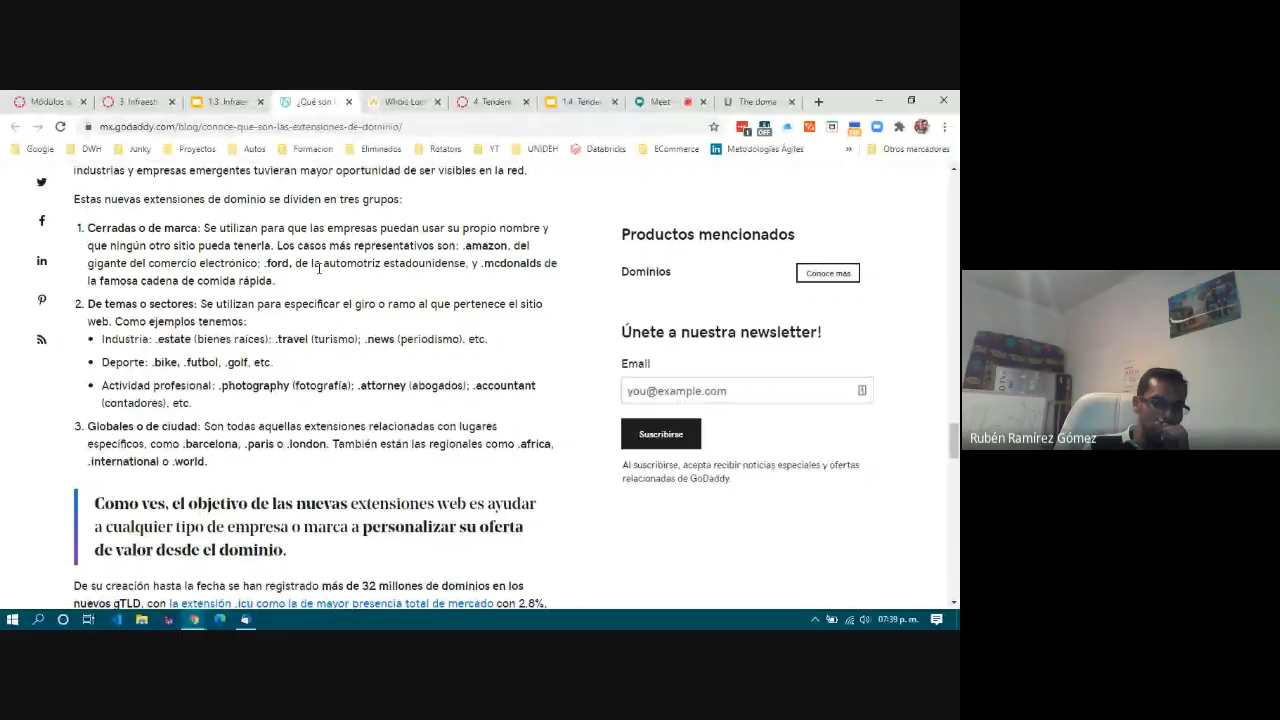 Módulos
3. Infraest
1.3. Infraer
¿Qué son l
Whois Loo
4. Tenden
1.4. Tender
Meet
The doma
mx.godaddy.com/blog/conoce-que-son-las-extensiones-de-dominio/
OFF
Google
DWH
Junky
Proyectos
Autos
Formacion
Eliminados
Rotators
YT
UNIDEH
Databricks
ECommerce
Metodologías Ágiles
»
Otros marcadores
industrias y empresas emergentes tuvieran mayor oportunidad de ser visibles en la red.
Estas nuevas extensiones de dominio se dividen en tres grupos:
1. Cerradas o de marca: Se utilizan para que las empresas puedan usar su propio nombre y
que ningún otro sitio pueda tenerla. Los casos más representativos son: .amazon, del
gigante del comercio electrónico; .ford, de la automotriz estadounidense, y .mcdonalds de
la famosa cadena de comida rápida.
2. De temas o sectores: Se utilizan para especificar el giro o ramo al que pertenece el sitio
web. Como ejemplos tenemos:
• Industria: .estate (bienes raíces): .travel (turismo); .news (periodismo), etc.
• Deporte: .bike, .futbol, .golf, etc.
• Actividad profesional: .photography (fotografía); .attorney (abogados); .accountant
(contadores), etc.
3. Globales o de ciudad: Son todas aquellas extensiones relacionadas con lugares
específicos, como .barcelona, .paris o .london. También están las regionales como .africa,
.international o .world.
Como ves, el objetivo de las nuevas extensiones web es ayudar
a cualquier tipo de empresa o marca a personalizar su oferta
de valor desde el dominio.
De su creación hasta la fecha se han registrado más de 32 millones de dominios en los
nuevos gTLD, con la extensión .icu como la de mayor presencia total de mercado con 2.8%,
Productos mencionados
Dominios
Conoce más
Únete a nuestra newsletter!
Email
you@example.com
Suscribirse
Al suscribirse, acepta recibir noticias especiales y ofertas
relacionadas de GoDaddy.
07:39 p. m.
Rubén Ramírez Gómez